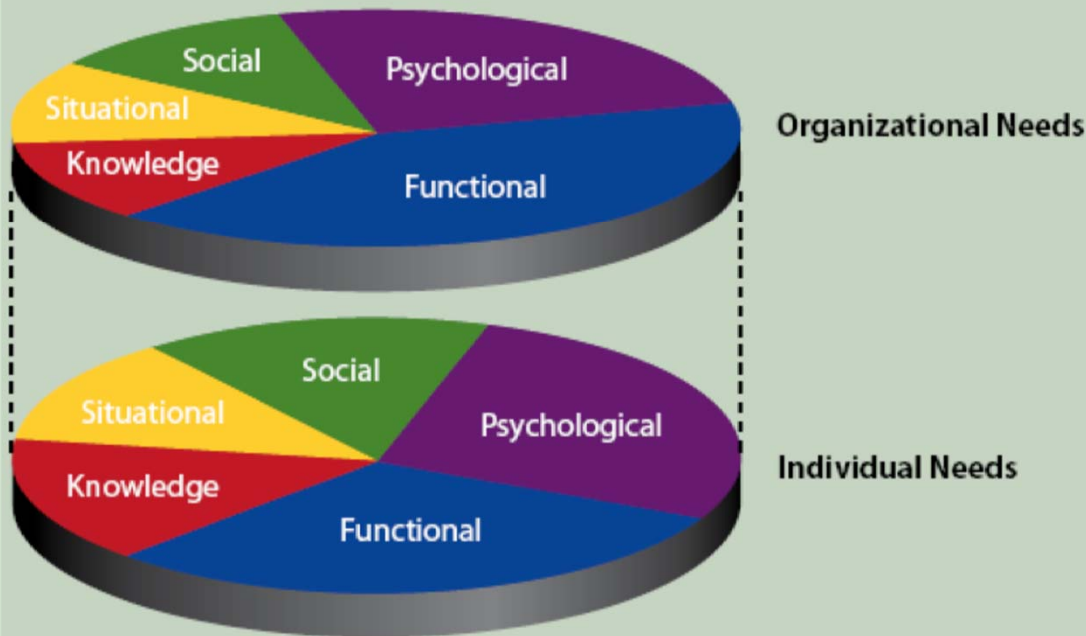 Social
Psychological
Situational
Organizational Needs
Knowledge
Functional
Social
Situational
Psychological
Individual Needs
Knowledge
Functional